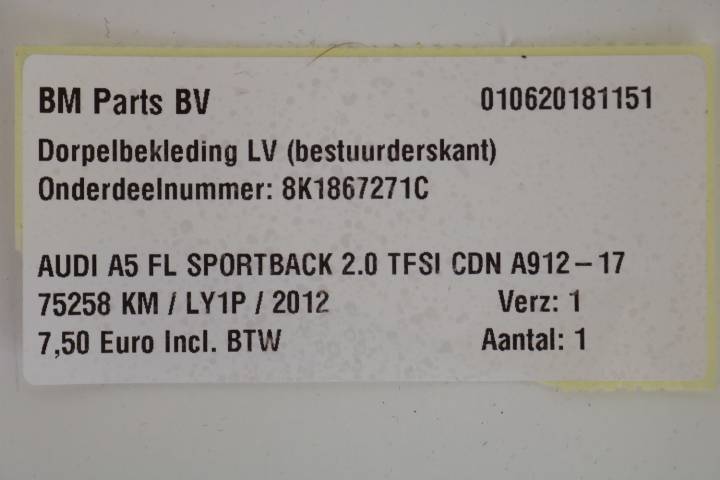 BM Parts BV 010620181151
Dorpelbekleding LV (bestuurderskant)
Onderdeelnummer: 8K1867271C
AUDI A5 FL SPORTBACK 2.0 TFSI CDN A912-17
75258 KM / LY1P / 2012 Verz: 1
7,50 Euro Incl. BTW Aantal: 1